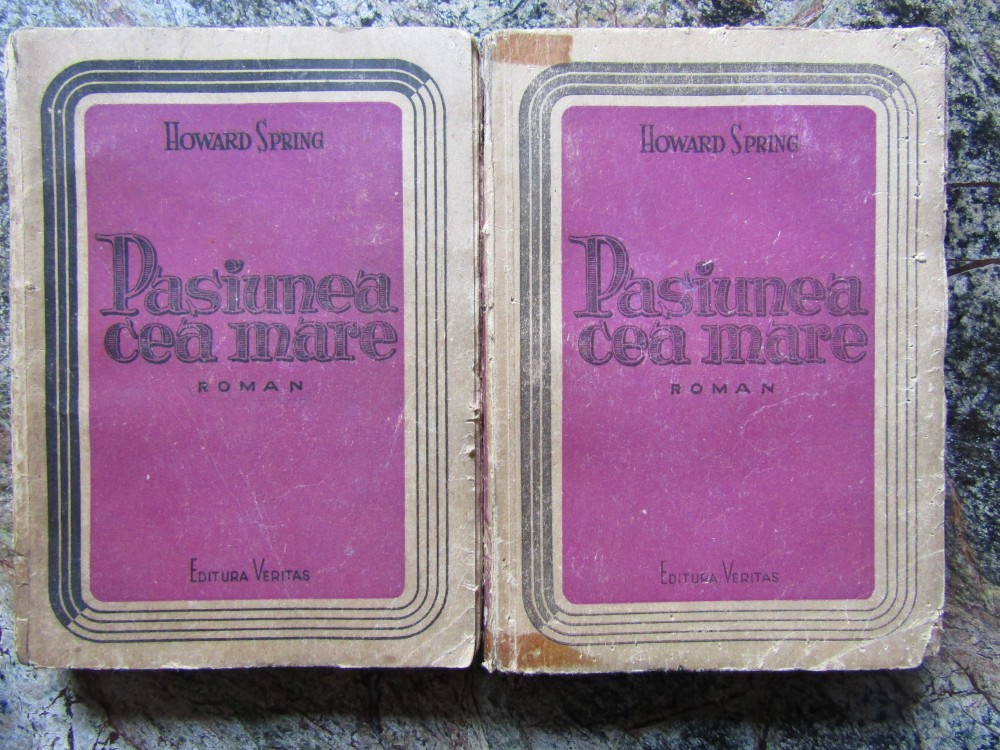 HOWARD SPRING
Pasiunea
cea mare
ROMAN
EDITURA VERITAS
HOWARD SPRING
Pasiunea
cea mare
ROMAN
EDITURA VERITAS